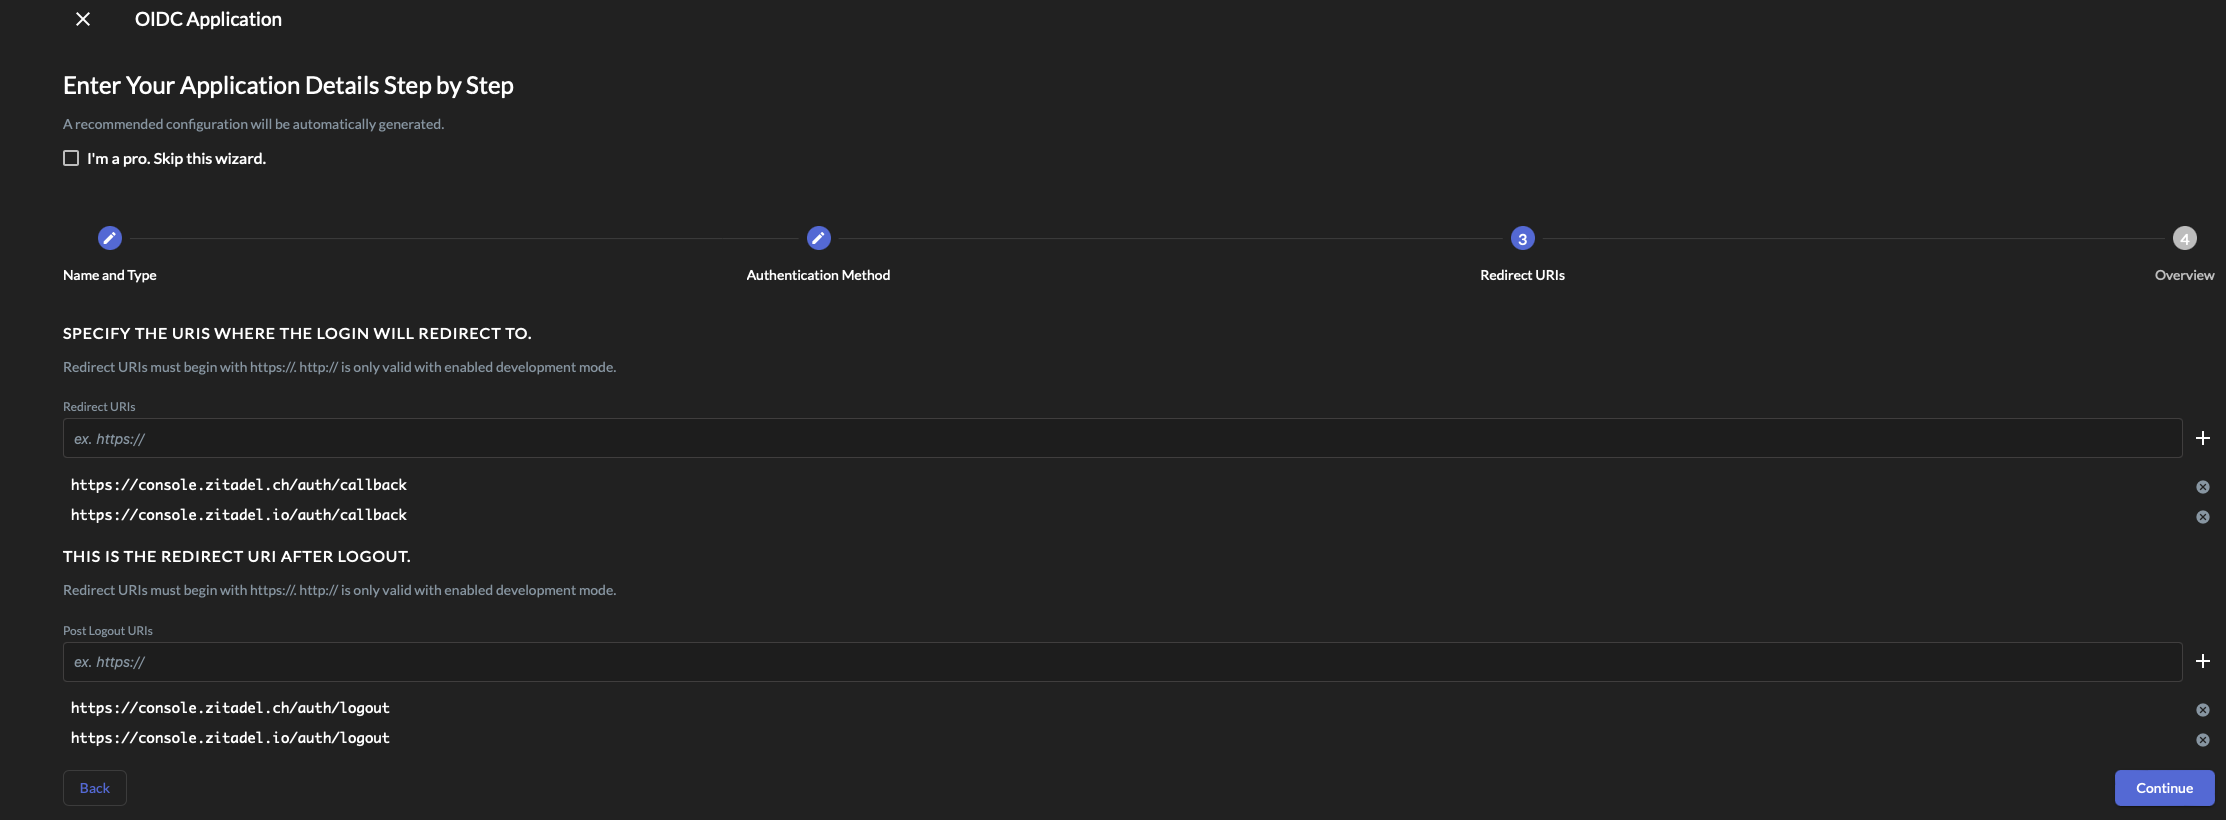 OIDC Application
Enter Your Application Details Step by Step
A recommended configuration will be automatically generated.
I'm a pro. Skip this wizard.
3
4
Name and Type
Authentication Method
Redirect URIs
Overview
SPECIFY THE URIS WHERE THE LOGIN WILL REDIRECT TO.
Redirect URIs must begin with https://. http:// is only valid with enabled development mode.
Redirect URIs
ex. https://
https://console.zitadel.ch/auth/callback
https://console.zitadel.io/auth/callback
THIS IS THE REDIRECT URI AFTER LOGOUT.
Redirect URIs must begin with https://. http:// is only valid with enabled development mode.
Post Logout URIs
ex. https://
https://console.zitadel.ch/auth/logout
https://console.zitadel.io/auth/logout
Back
Continue